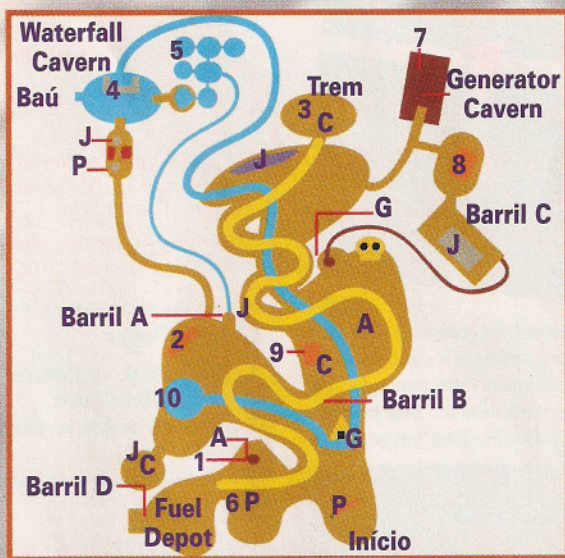 Waterfall
Cavern
5
7
Baú
4
Trem
3
C
Generator
Cavern
J
P
J
8
G
Barril C
J
Barril A
J
2
A
9
C
10
Barril B
A
G
J
C
1
Barril D
6 P
P
Fuel
Depot
Início